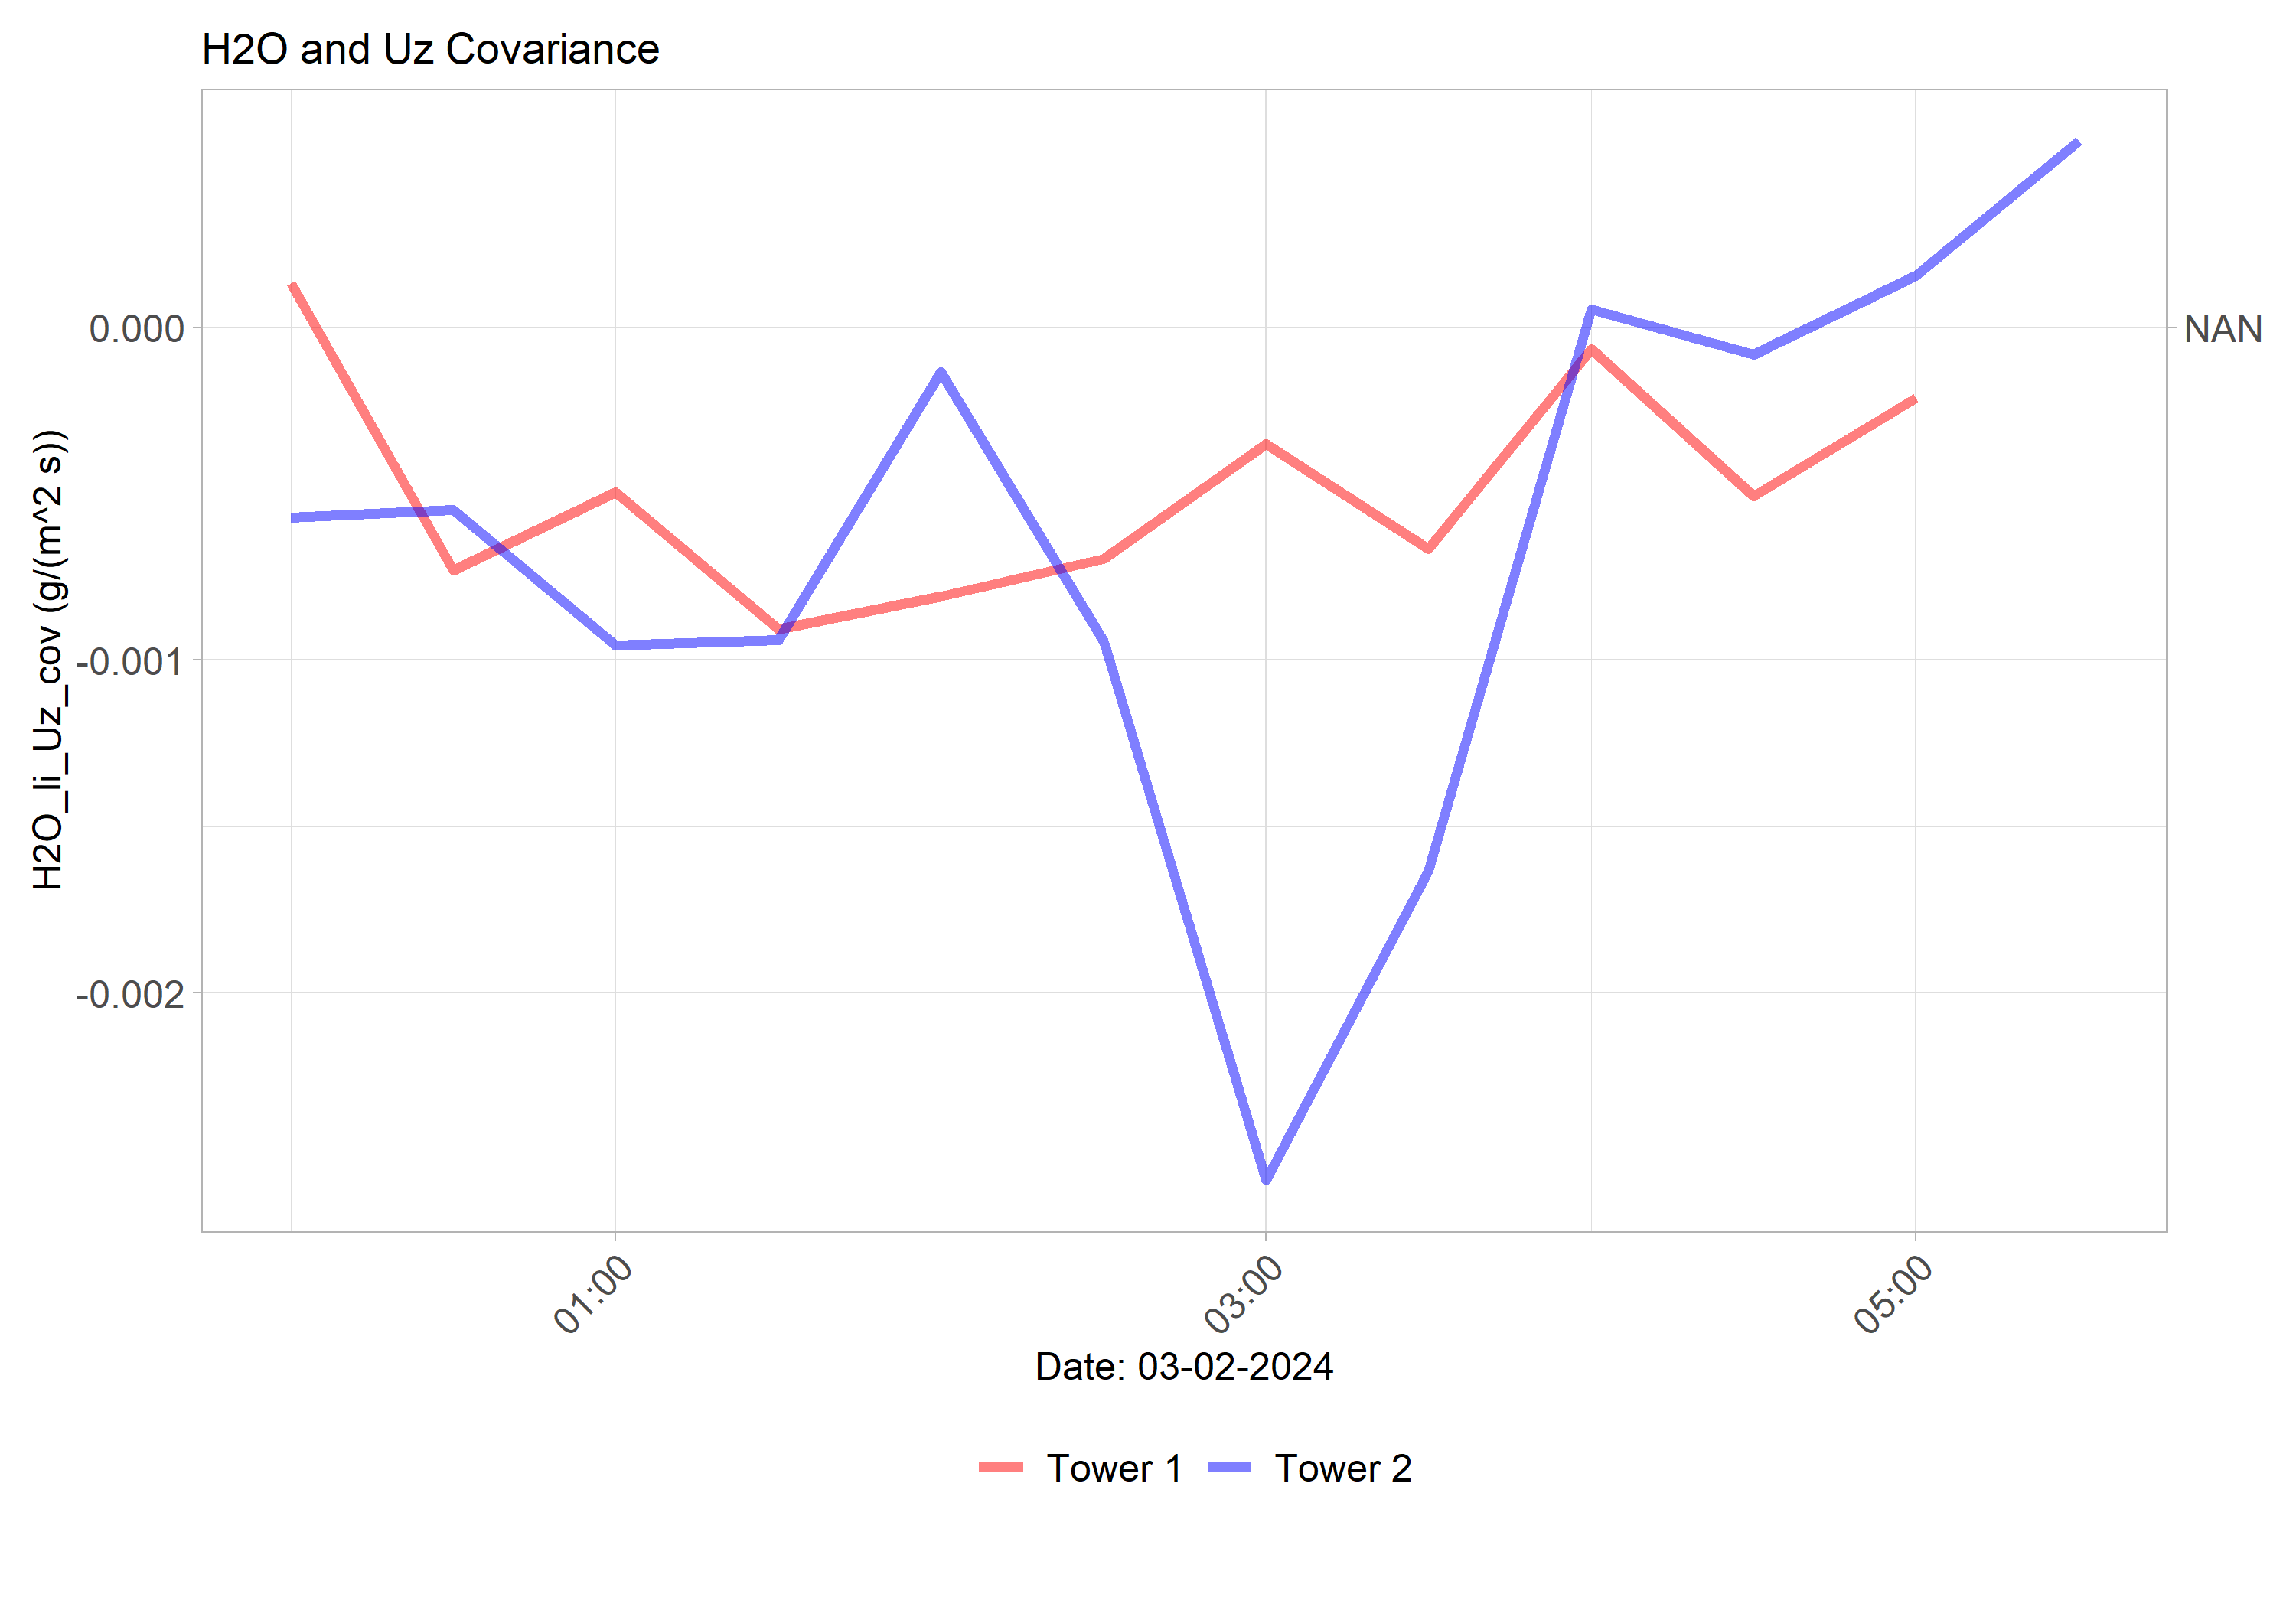 H2O and Uz Covariance
H2O_li_Uz_cov (g/(m^2 s))
0.000
-0.001
-0.002
NAN
01:00
03:00
05:00
Date: 03-02-2024
Tower 1
Tower 2